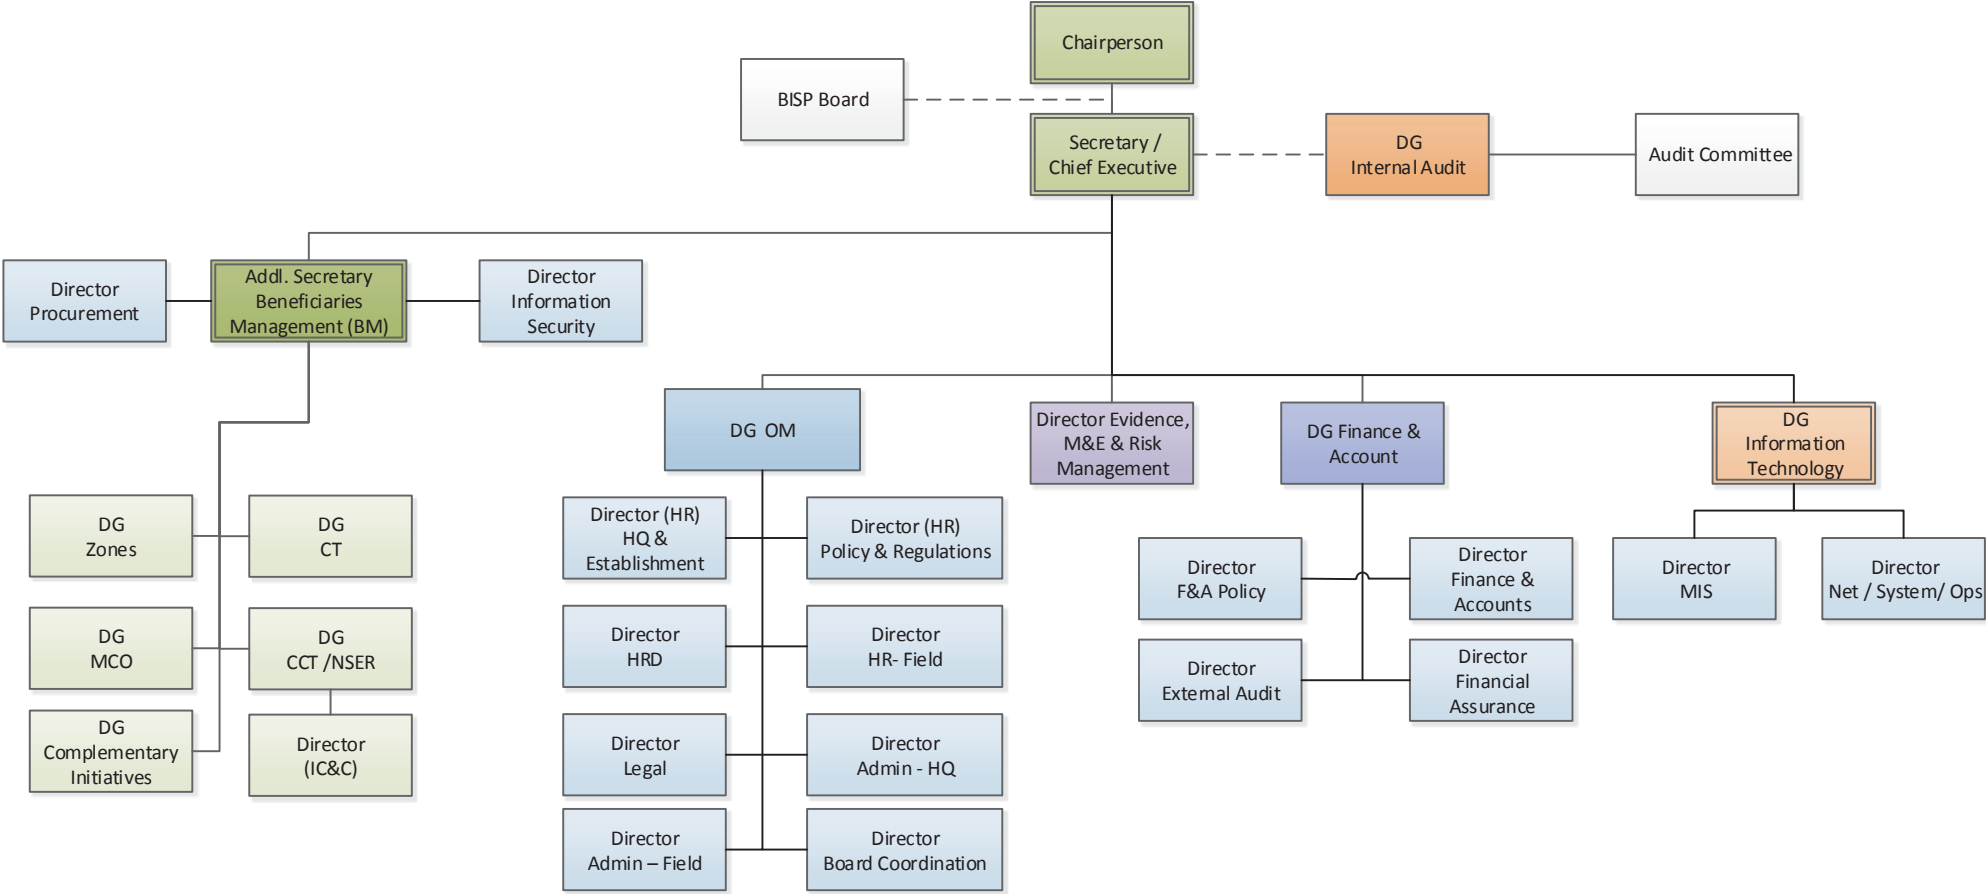 Chairperson
BISP Board
Secretary /
Chief Executive
DG
Internal Audit
Audit Committee
Director
Procurement
Addl. Secretary
Beneficiaries
Management (BM)
Director
Information
Security
DG OM
Director Evidence,
M&E & Risk
Management
DG Finance &
Account
DG
Information
Technology
DG
Zones
DG
CT
DG
MCO
DG
CCT /NSER
DG
Complementary
Initiatives
Director
(IC&C)
Director (HR)
HQ &
Establishment
Director (HR)
Policy & Regulations
Director
HRD
Director
HR- Field
Director
Legal
Director
Admin - HQ
Director
Admin – Field
Director
Board Coordination
Director
F&A Policy
Director
Finance &
Accounts
Director
External Audit
Director
Financial
Assurance
Director
MIS
Director
Net / System/ Ops